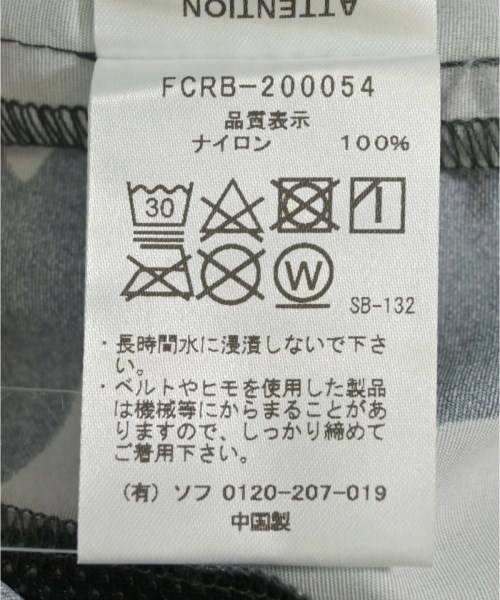 ATTENTION
FCRB-200054
品質表示
ナイロン 100%
30
W
SB-132
・長時間水に浸漬しないで下さ
い。
・ベルトやヒモを使用した製品
は機械等にからまることがあ
りますので、しっかり締めて
ご着用下さい。
(有) ソフ 0120-207-019
中国製